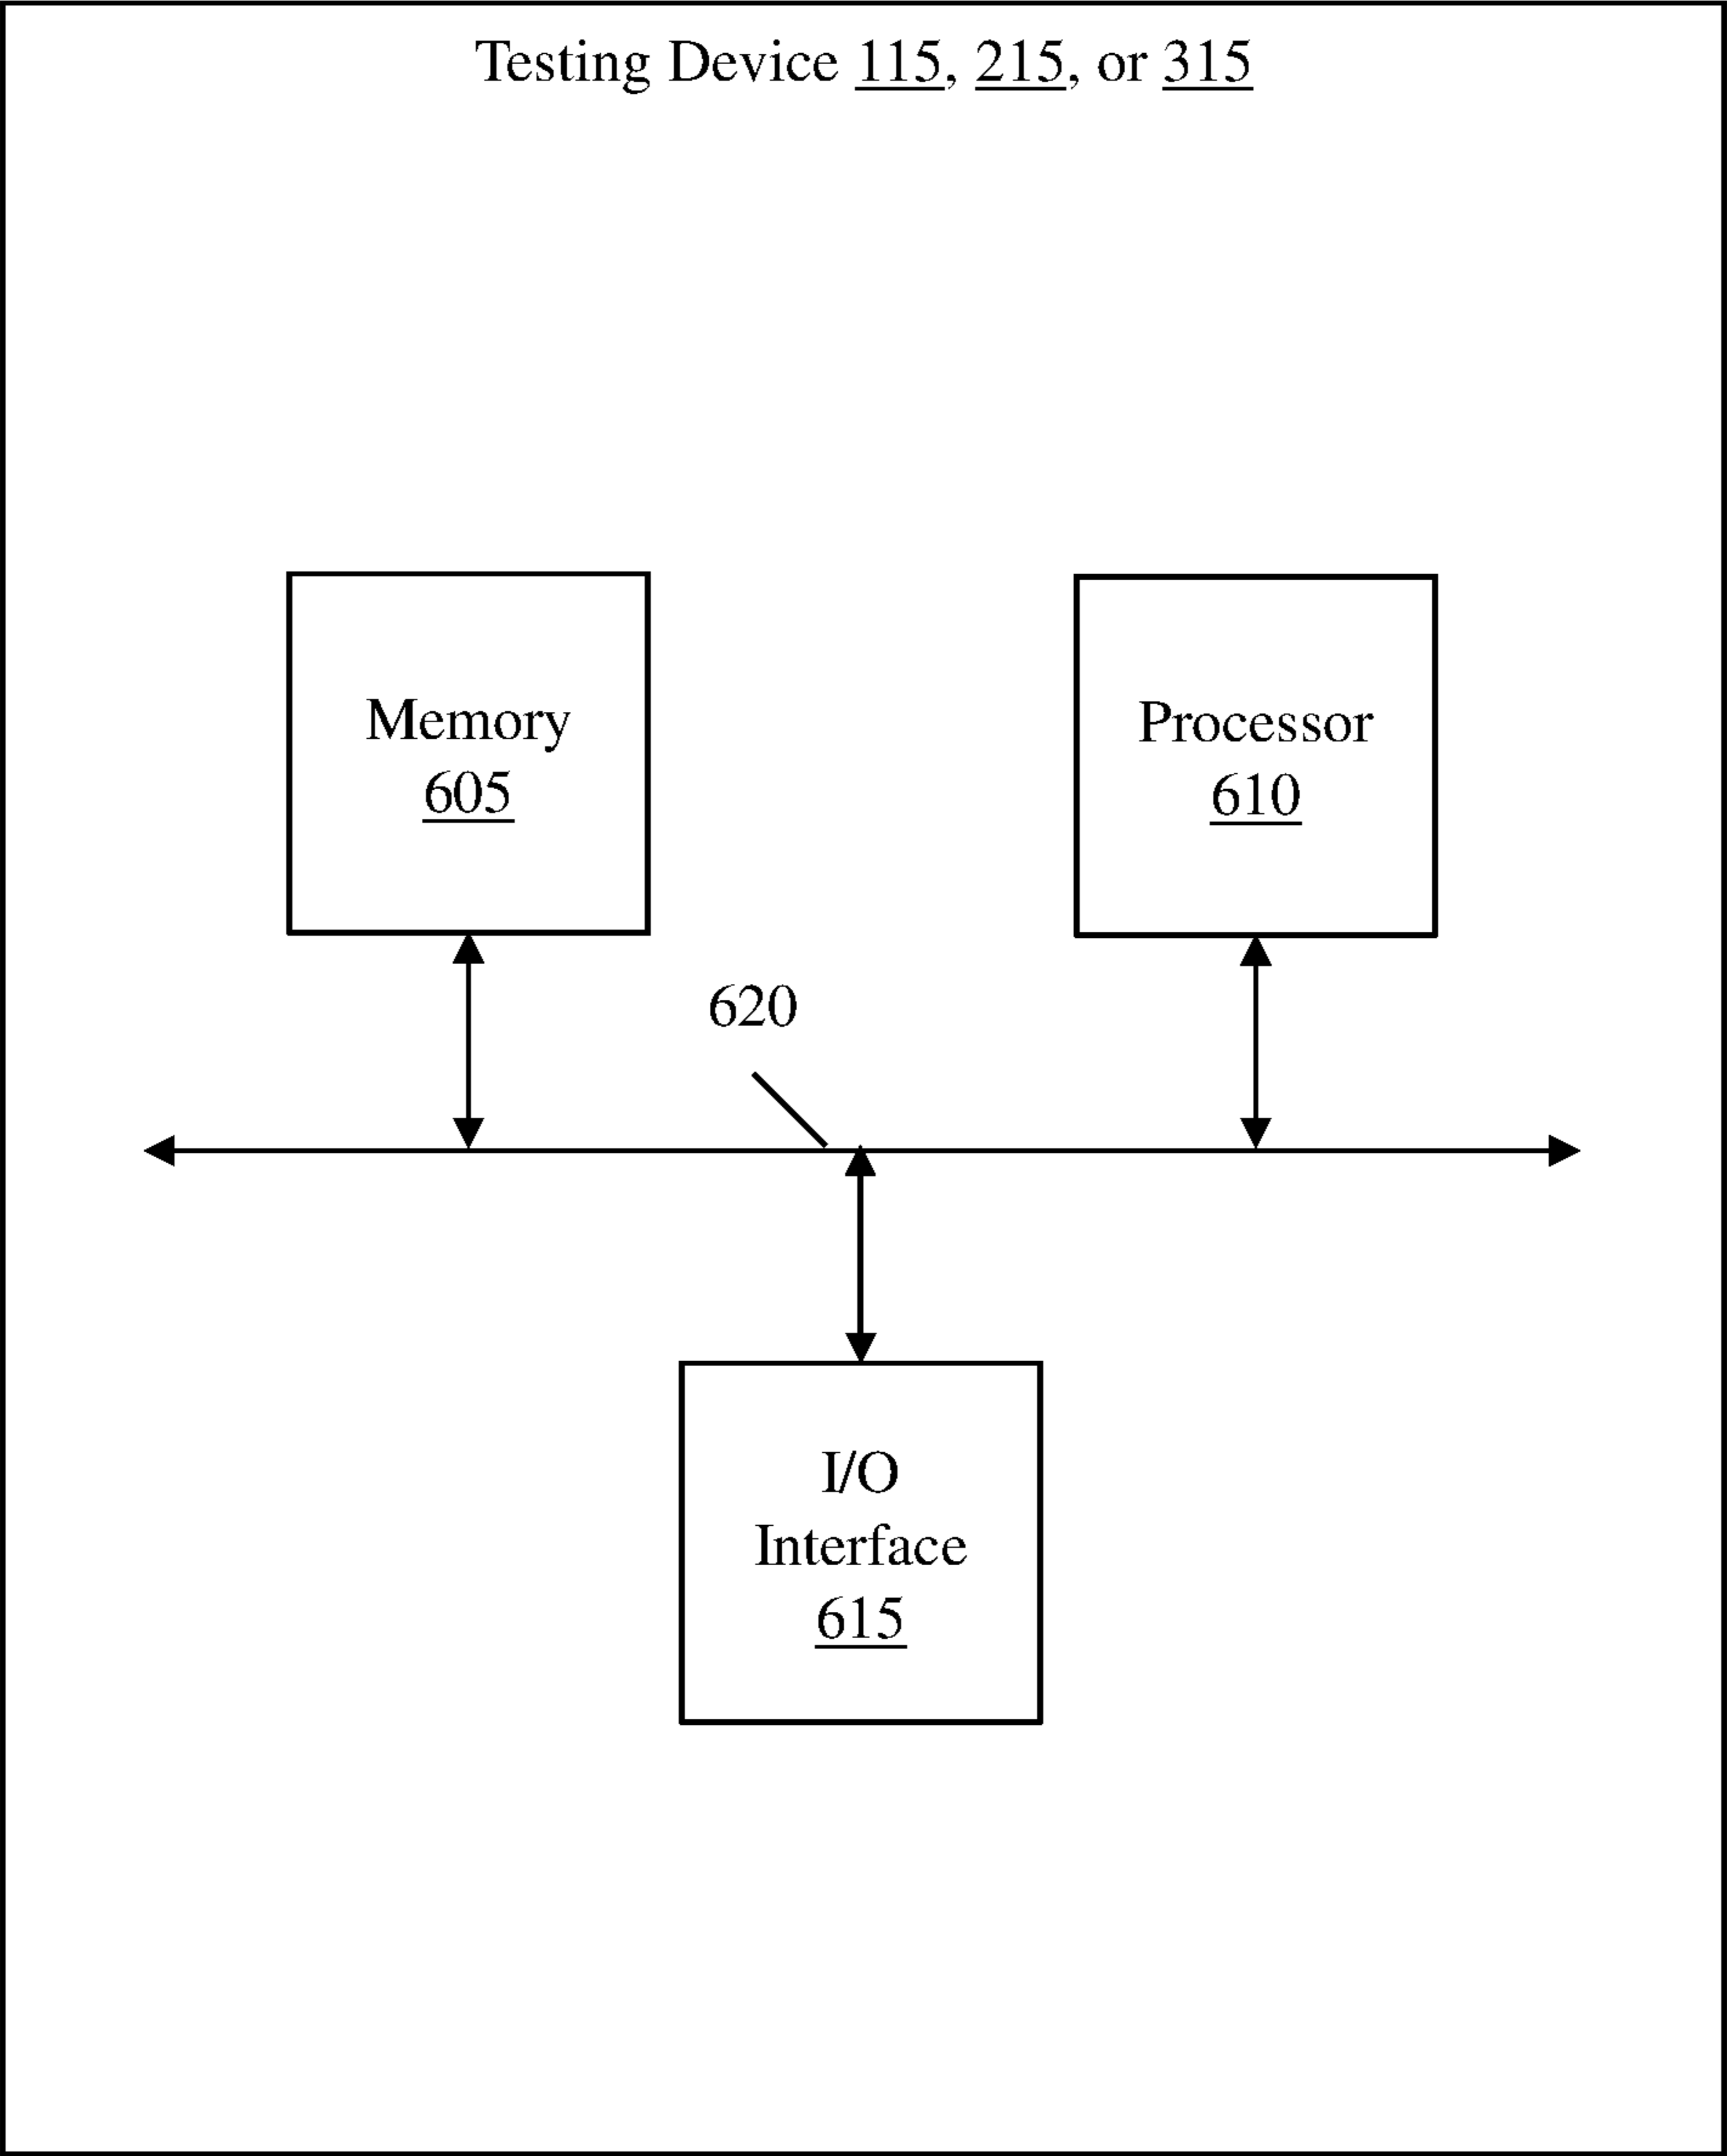 Testing Device 115, 215, or 315
Memory
605
Processor
610
620
I/O
Interface
615